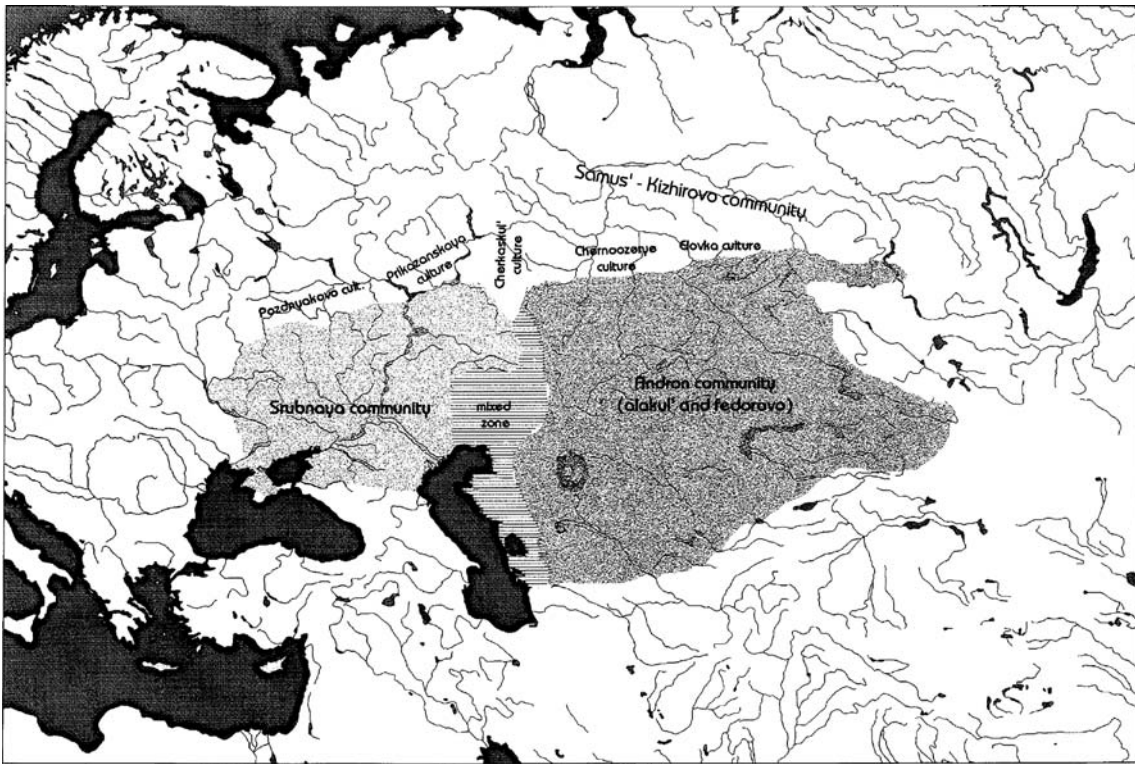 Samus' - Kizhirovo community
Pozdnyakovo cult.
Prikazanskaya
culture
Cherkaskul'
culture
Chernoozerye
culture
Elovka culture
Srubnaya community
mixed
zone
Andron community
(alakul' and fedorovo)